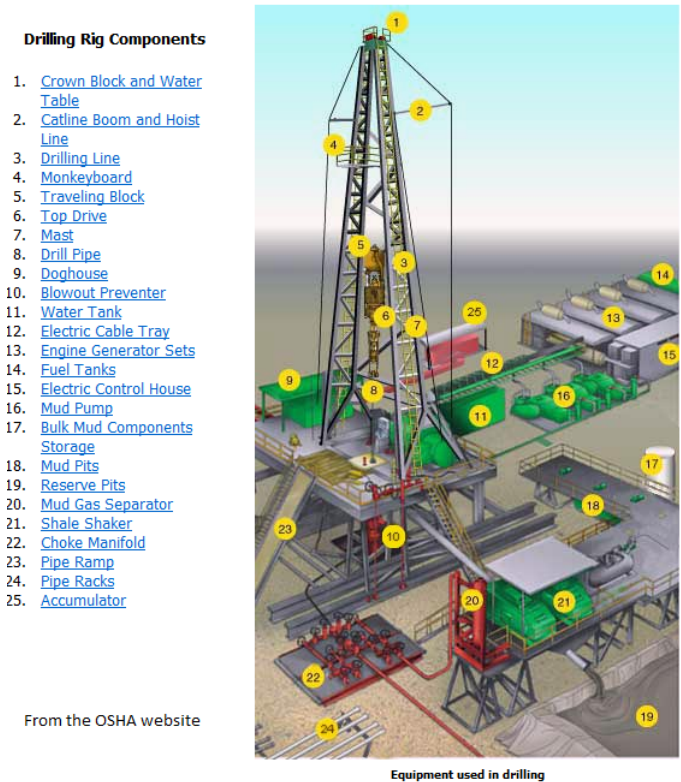 Drilling Rig Components
1. Crown Block and Water
Table
2. Catline Boom and Hoist
Line
3. Drilling Line
4. Monkeyboard
5. Traveling Block
6. Top Drive
7. Mast
8. Drill Pipe
9. Doghouse
10. Blowout Preventer
11. Water Tank
12. Electric Cable Tray
13. Engine Generator Sets
14. Fuel Tanks
15. Electric Control House
16. Mud Pump
17. Bulk Mud Components
Storage
18. Mud Pits
19. Reserve Pits
20. Mud Gas Separator
21. Shale Shaker
22. Choke Manifold
23. Pipe Ramp
24. Pipe Racks
25. Accumulator
From the OSHA website
1
2
4
5
3
14
6
7
25
13
15
12
9
8
11
16
17
18
23
10
20
21
22
19
24
Equipment used in drilling